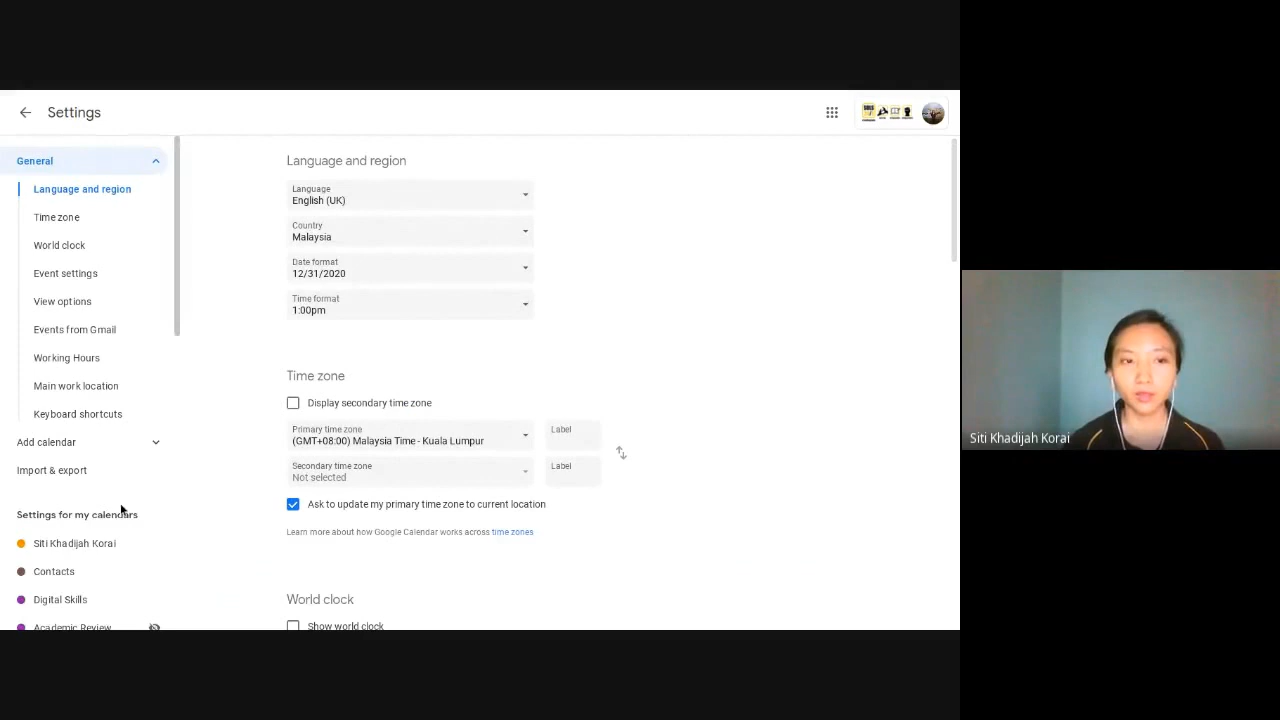 Settings
General
Language and region
Time zone
World clock
Event settings
View options
Events from Gmail
Working Hours
Main work location
Keyboard shortcuts
Add calendar
Import & export
Settings for my calendars
Siti Khadijah Korai
Contacts
Digital Skills
Academic Review
Language and region
Language
English (UK)
Country
Malaysia
Date format
12/31/2020
Time format
1:00pm
Time zone
Display secondary time zone
Primary time zone
(GMT+08:00) Malaysia Time - Kuala Lumpur
Label
Secondary time zone
Not selected
Label
Ask to update my primary time zone to current location
Learn more about how Google Calendar works across time zones
World clock
Show world clock
Siti Khadijah Korai